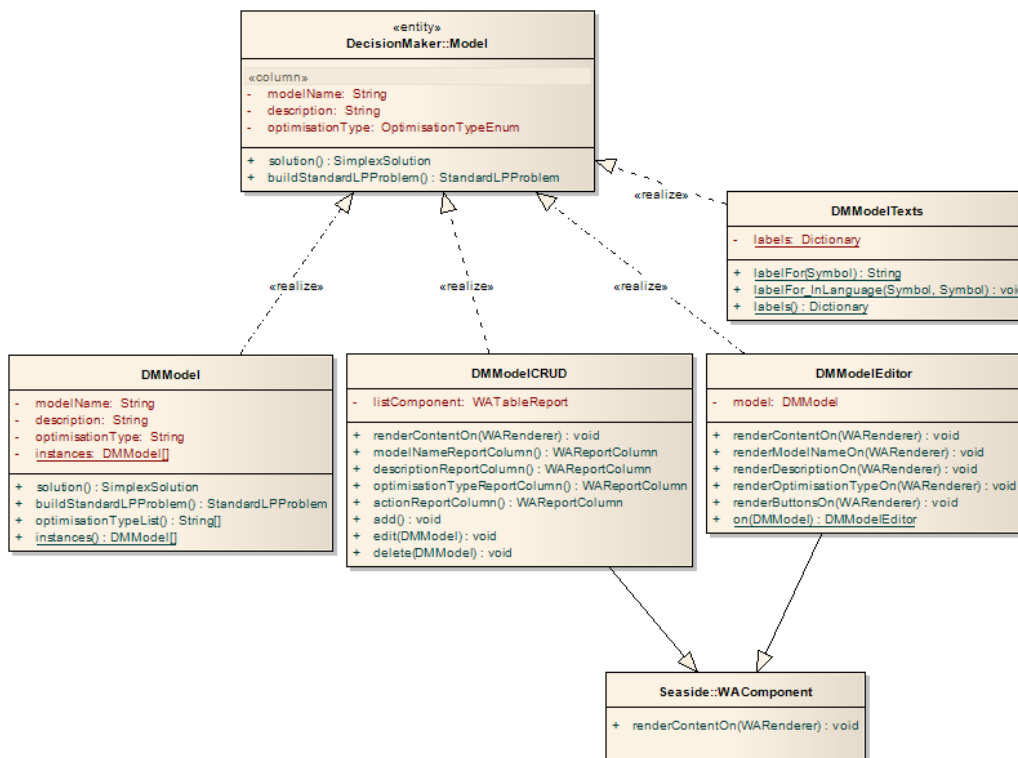 «entity»
DecisionMaker::Model
«column»
- modelName: String
- description: String
- optimisationType: OptimisationTypeEnum
+ solution() : SimplexSolution
+ buildStandardLPProblem() : StandardLPProblem
«realize»
DMModelTexts
- labels: Dictionary
+ labelFor(Symbol) : String
+ labelFor_InLanguage(Symbol, Symbol) : voi
+ labels() : Dictionary
«realize»
«realize»
«realize»
DMModel
- modelName: String
- description: String
- optimisationType: String
- instances: DMModel[]
+ solution() : SimplexSolution
+ buildStandardLPProblem() : StandardLPProblem
+ optimisationTypeList() : String[]
+ instances() : DMModel[]
DMModelCRUD
- listComponent: WATableReport
+ renderContentOn(WARenderer) : void
+ modelNameReportColumn() : WAReportColumn
+ descriptionReportColumn() : WAReportColumn
+ optimisationTypeReportColumn() : WAReportColumn
+ actionReportColumn() : WAReportColumn
+ add() : void
+ edit(DMModel) : void
+ delete(DMModel) : void
DMModelEditor
- model: DMModel
+ renderContentOn(WARenderer) : void
+ renderModelNameOn(WARenderer) : void
+ renderDescriptionOn(WARenderer) : void
+ renderOptimisationTypeOn(WARenderer) : void
+ renderButtonsOn(WARenderer) : void
+ on(DMModel) : DMModelEditor
Seaside::WAComponent
+ renderContentOn(WARenderer) : void